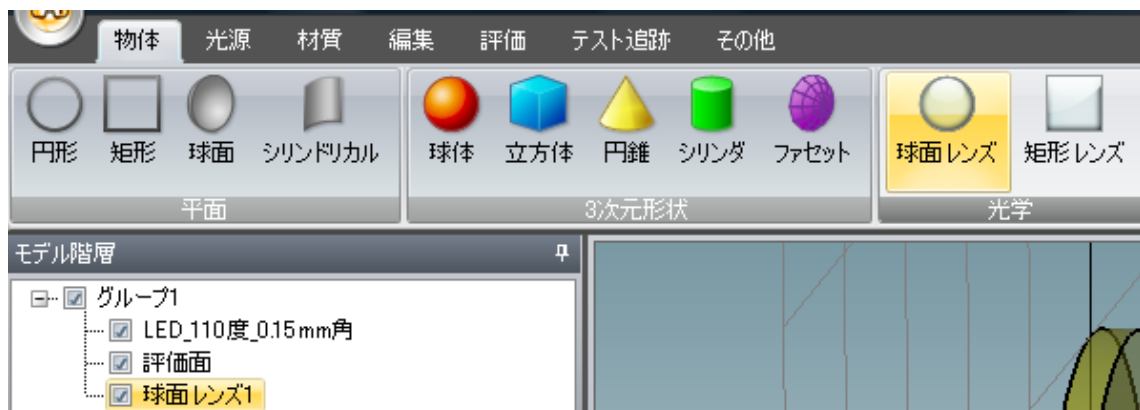 物体 光源 材質 編集 評価 テスト追跡 その他
円形 矩形 球面 シリンドリカル 球体 立方体 円錐 シリンダ ファセット 球面レンズ 矩形レンズ
平面 3次元形状 光学
モデル階層
グループ1
LED_110度_0.15mm角
評価面
球面レンズ1